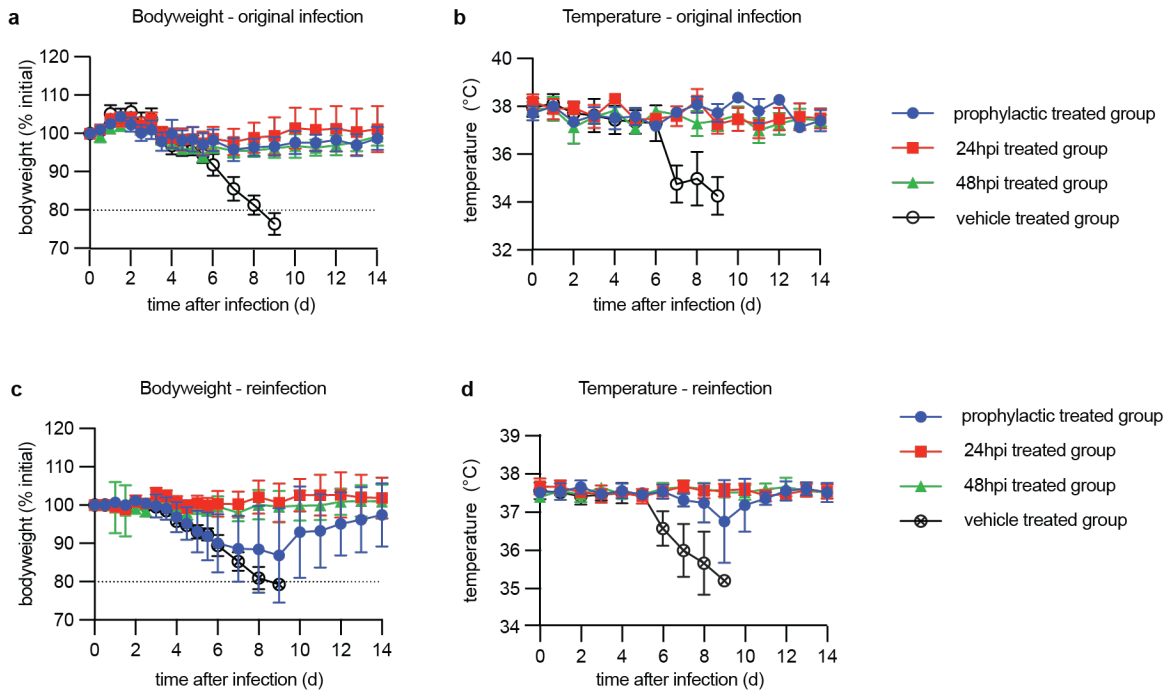 a
Bodyweight - original infection
bodyweight (% initial)
120
110
100
90
80
70
0 2 4 6 8 10 12 14
time after infection (d)
b
Temperature - original infection
temperature (°C)
40
38
36
34
32
0 2 4 6 8 10 12 14
time after infection (d)
prophylactic treated group
24hpi treated group
48hpi treated group
vehicle treated group
c
Bodyweight - reinfection
bodyweight (% initial)
120
110
100
90
80
70
0 2 4 6 8 10 12 14
time after infection (d)
d
Temperature - reinfection
temperature (°C)
39
38
37
36
35
34
0 2 4 6 8 10 12 14
time after infection (d)
prophylactic treated group
24hpi treated group
48hpi treated group
vehicle treated group